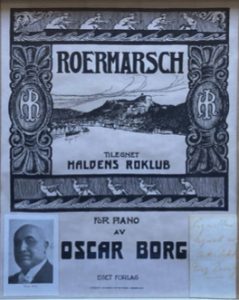 ROERMARSCH
TILEGNET
HALDENS ROKLUB
FOR PIANO
AV
OSCAR BORG
EGET FORLAG